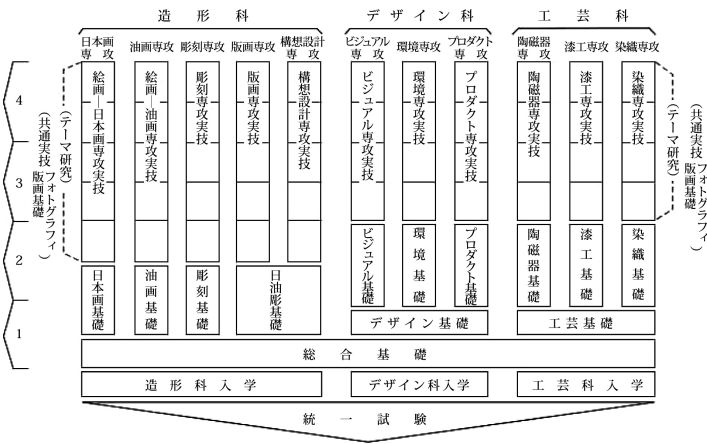 造形科
デザイン科
工芸科
日本画専攻
油画専攻
彫刻専攻
版画専攻
構想設計専攻
ビジュアル専攻
環境専攻
プロダクト専攻
陶磁器専攻
漆工専攻
染織専攻
4
3
2
1
(共通実技 フォトグラフィ 版画基礎)
(テーマ研究)
絵画―日本画専攻実技
絵画―油画専攻実技
彫刻専攻実技
版画専攻実技
構想設計専攻実技
ビジュアル専攻実技
環境専攻実技
プロダクト専攻実技
陶磁器専攻実技
漆工専攻実技
染織専攻実技
(テーマ研究)
(共通実技 フォトグラフィ 版画基礎)
日本画基礎
油画基礎
彫刻基礎
日油彫基礎
ビジュアル基礎
環境基礎
プロダクト基礎
陶磁器基礎
漆工基礎
染織基礎
デザイン基礎
工芸基礎
総合基礎
造形科入学
デザイン科入学
工芸科入学
統一試験